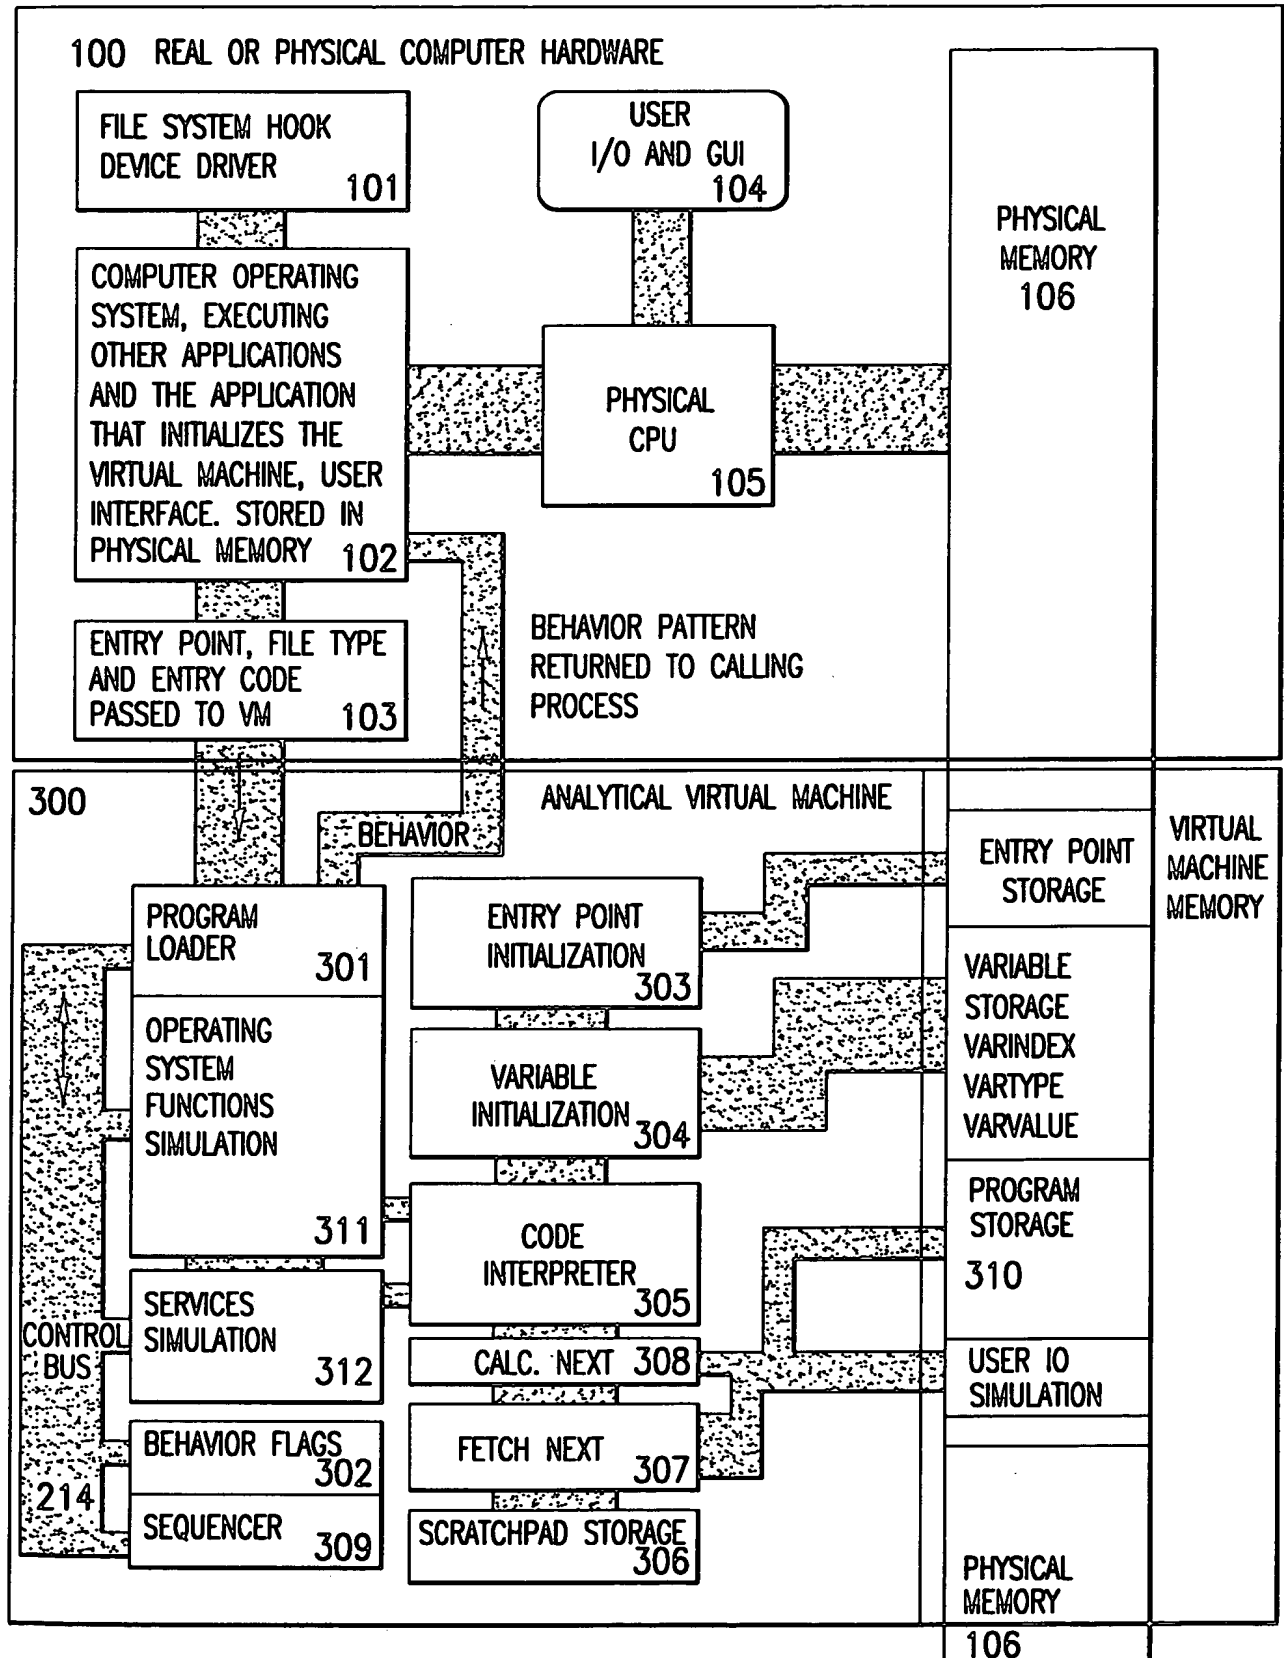 100 REAL OR PHYSICAL COMPUTER HARDWARE
FILE SYSTEM HOOK
DEVICE DRIVER
101
USER
I/O AND GUI
104
PHYSICAL
MEMORY
106
COMPUTER OPERATING
SYSTEM, EXECUTING
OTHER APPLICATIONS
AND THE APPLICATION
THAT INITIALIZES THE
VIRTUAL MACHINE, USER
INTERFACE. STORED IN
PHYSICAL MEMORY 102
PHYSICAL
CPU
105
ENTRY POINT, FILE TYPE
AND ENTRY CODE
PASSED TO VM 103
BEHAVIOR PATTERN
RETURNED TO CALLING
PROCESS
300
ANALYTICAL VIRTUAL MACHINE
BEHAVIOR
VIRTUAL
MACHINE
MEMORY
ENTRY POINT
STORAGE
PROGRAM
LOADER
301
ENTRY POINT
INITIALIZATION
303
VARIABLE
STORAGE
VARINDEX
VARTYPE
VARVALUE
OPERATING
SYSTEM
FUNCTIONS
SIMULATION
311
VARIABLE
INITIALIZATION
304
PROGRAM
STORAGE
310
CODE
INTERPRETER
305
SERVICES
SIMULATION
312
CONTROL
BUS
CALC. NEXT 308
USER IO
SIMULATION
BEHAVIOR FLAGS
302
FETCH NEXT
307
214
SEQUENCER
309
SCRATCHPAD STORAGE
306
PHYSICAL
MEMORY
106